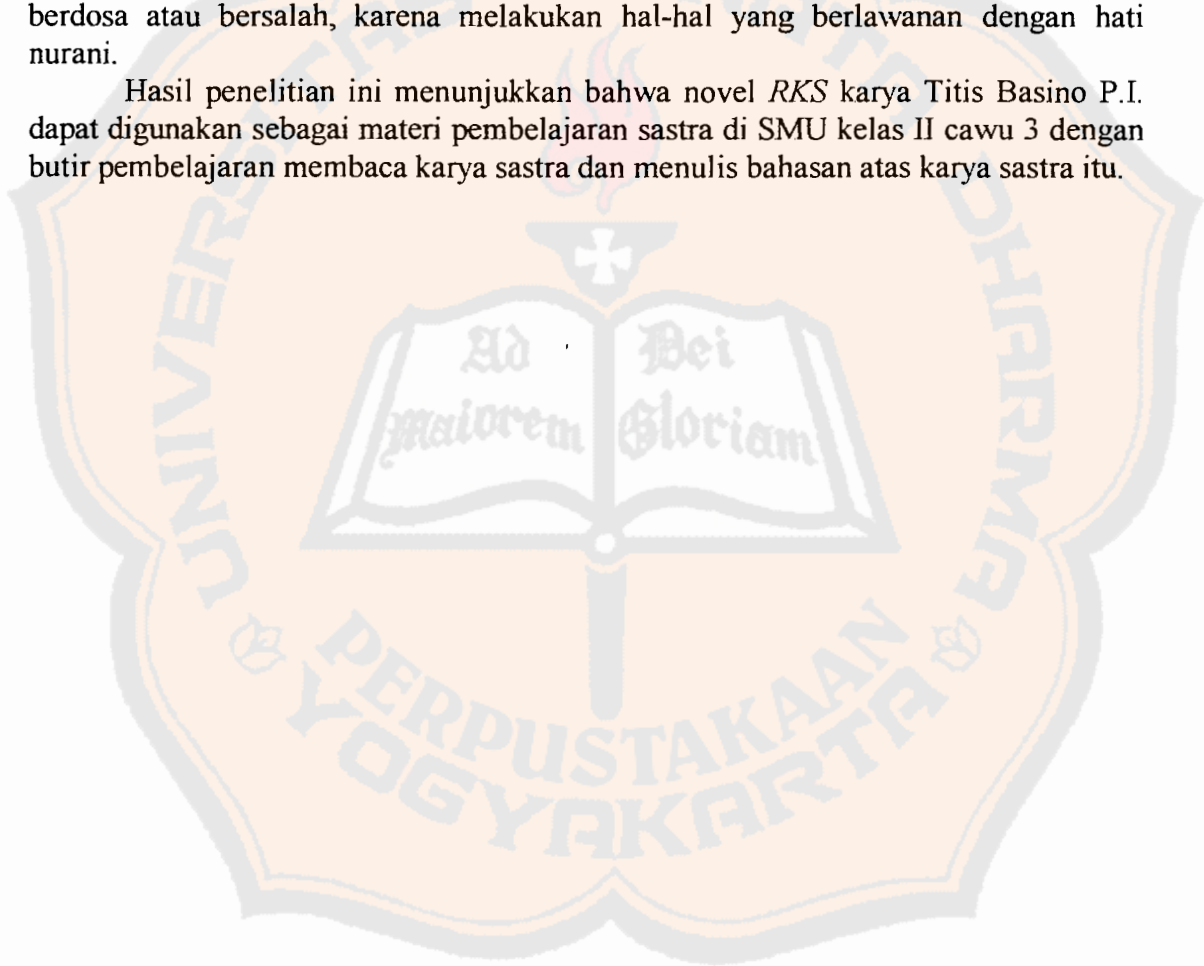 berdosa atau bersalah, karena melakukan hal-hal yang berlawanan dengan hati
nurani.
Hasil penelitian ini menunjukkan bahwa novel RKS karya Titis Basino P.I.
dapat digunakan sebagai materi pembelajaran sastra di SMU kelas II cawu 3 dengan
butir pembelajaran membaca karya sastra dan menulis bahasan atas karya sastra itu.
Ad Dei
maiorem Gloriam
PERPUSTAKAAN
YOGYAKARTA